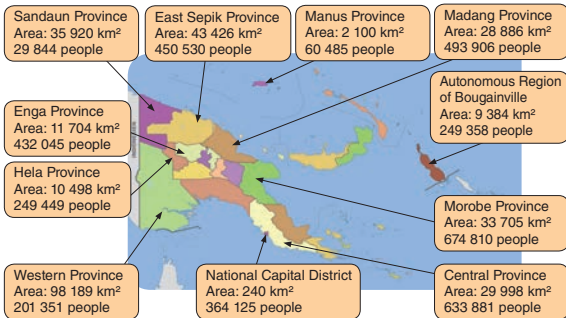 Sandaun Province
Area: 35 920 km²
29 844 people
East Sepik Province
Area: 43 426 km²
450 530 people
Manus Province
Area: 2 100 km²
60 485 people
Madang Province
Area: 28 886 km²
493 906 people
Autonomous Region
of Bougainville
Area: 9 384 km²
249 358 people
Enga Province
Area: 11 704 km²
432 045 people
Hela Province
Area: 10 498 km²
249 449 people
Morobe Province
Area: 33 705 km²
674 810 people
Western Province
Area: 98 189 km²
201 351 people
National Capital District
Area: 240 km²
364 125 people
Central Province
Area: 29 998 km²
633 881 people